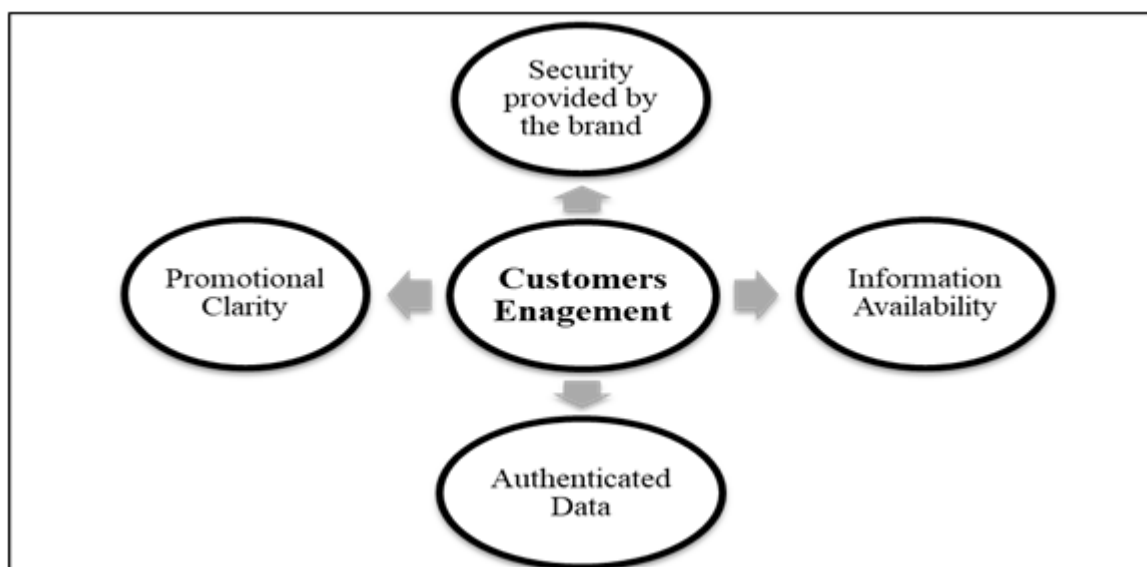 Security
provided by
the brand
Promotional
Clarity
Customers
Enagement
Information
Availability
Authenticated
Data